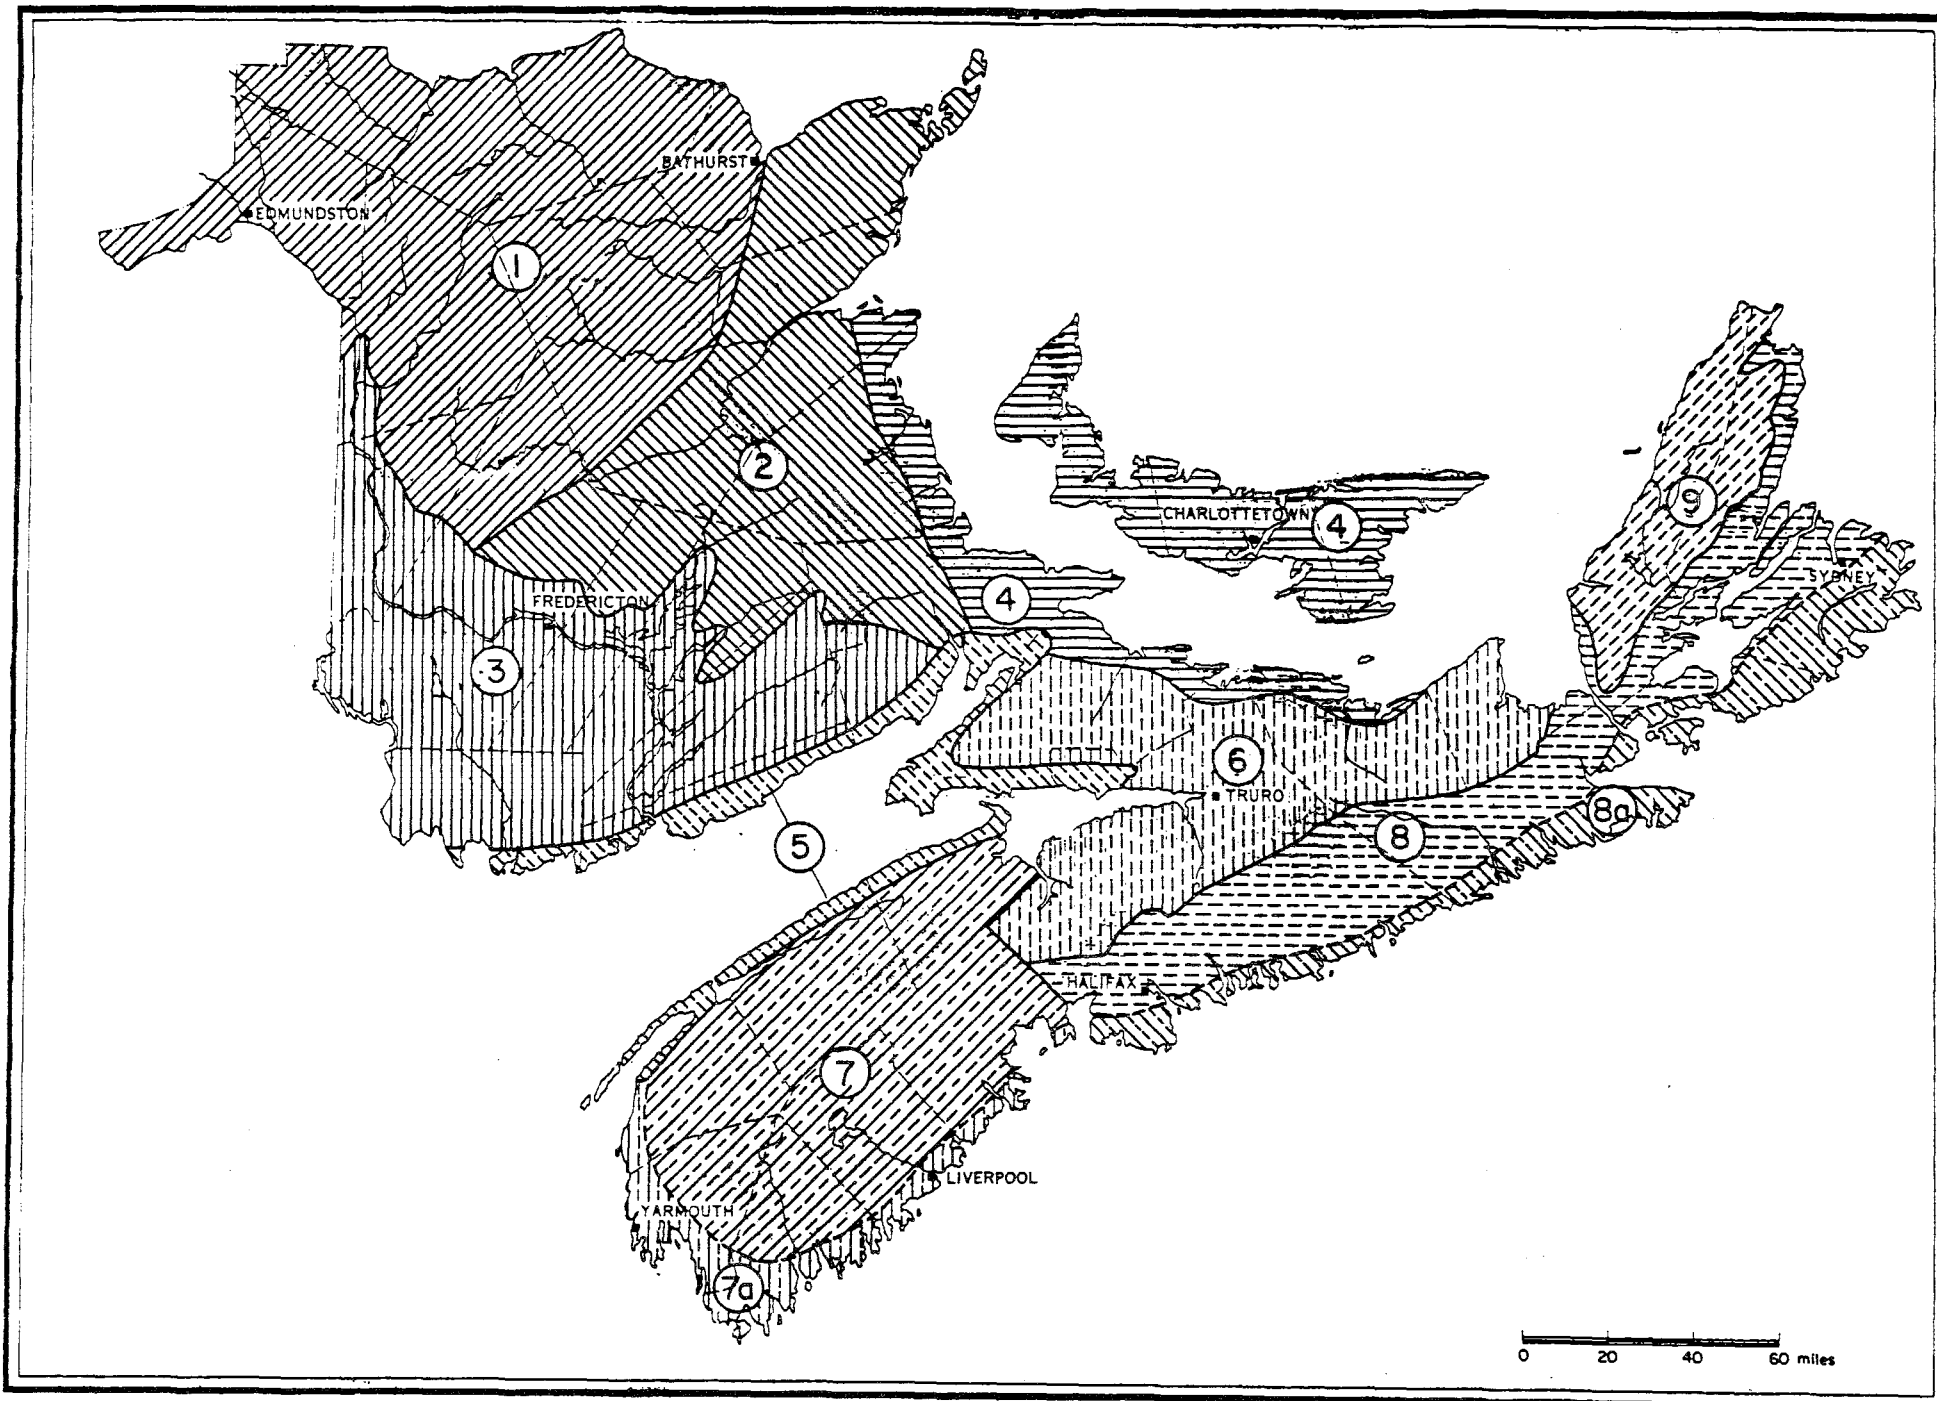 BATHURST
EDMUNDSTON
1
2
CHARLOTTETOWN
4
9
SYDNEY
FREDERICTON
4
3
6
TRURO
8a
8
5
HALIFAX
7
LIVERPOOL
YARMOUTH
7a
0 20 40 60 miles